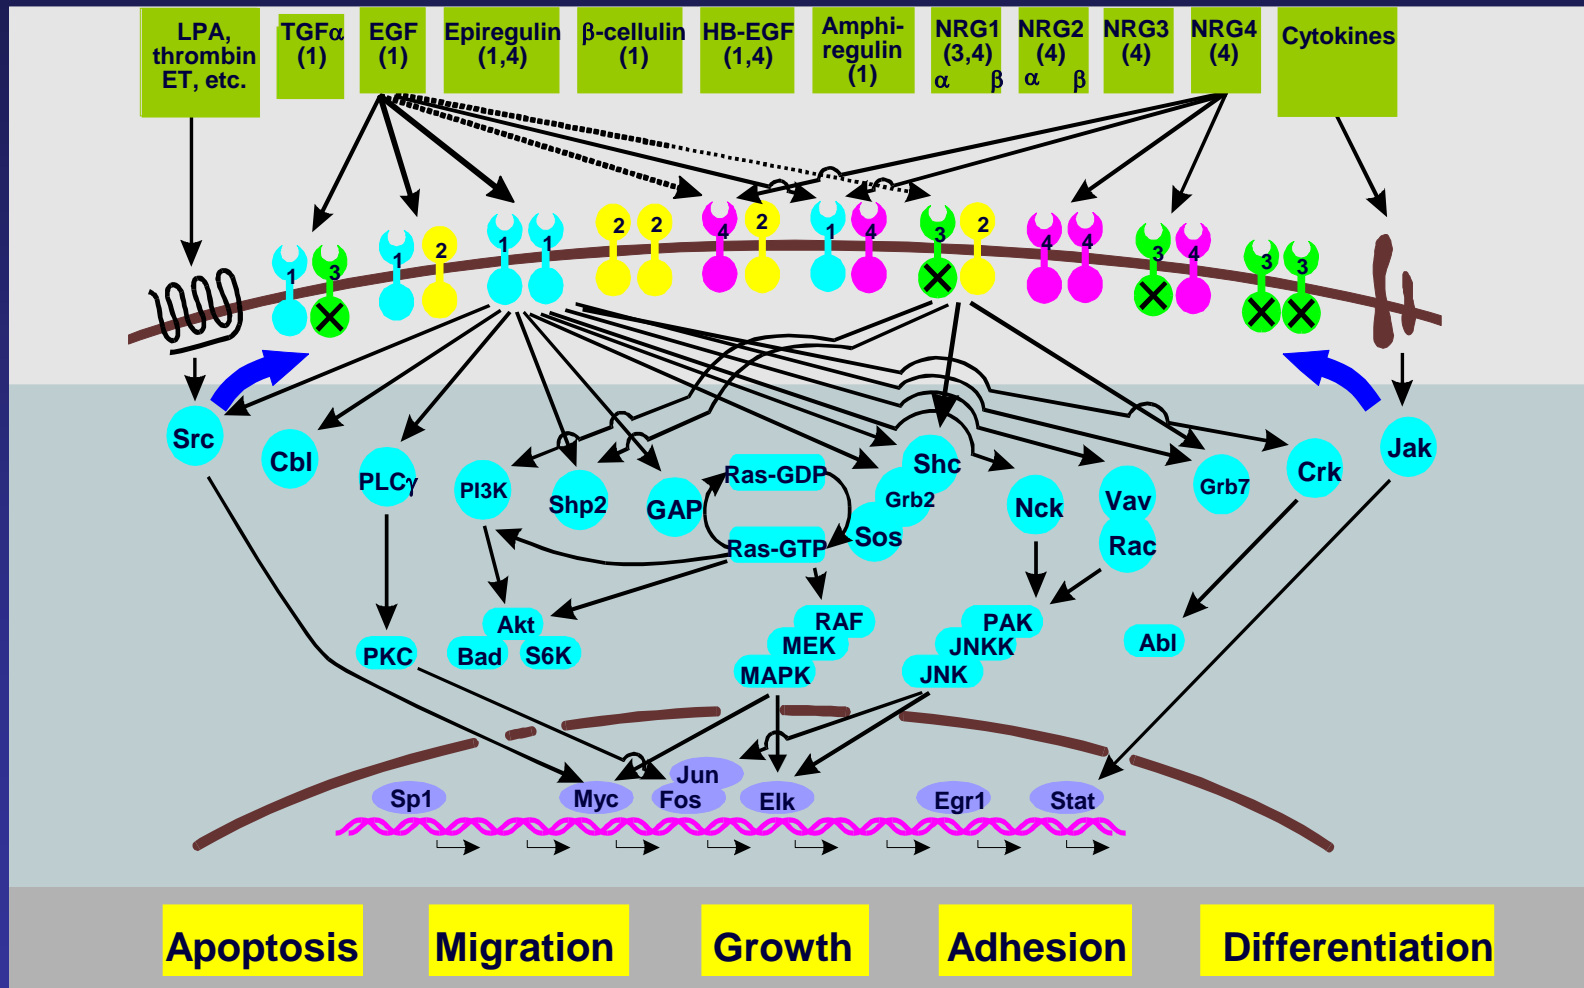 LPA,
thrombin
ET, etc.
TGFα
(1)
EGF
(1)
Epiregulin
(1,4)
β-cellulin
(1)
HB-EGF
(1,4)
Amphi-
regulin
(1)
NRG1
(3,4)
α β
NRG2
(4)
α β
NRG3
(4)
NRG4
(4)
Cytokines
1 3
1 2
1 1
2 2
4 2
1 4
3 2
4 4
3 4
3 3
Src
Cbl
PLCγ
PI3K
Shp2
GAP
Ras-GDP
Ras-GTP
Shc
Grb2
Sos
Nck
Vav
Rac
Grb7
Crk
Jak
PKC
Akt
Bad
S6K
RAF
MEK
MAPK
PAK
JNKK
JNK
Abl
Sp1
Myc
Jun
Fos
Elk
Egr1
Stat
Apoptosis
Migration
Growth
Adhesion
Differentiation